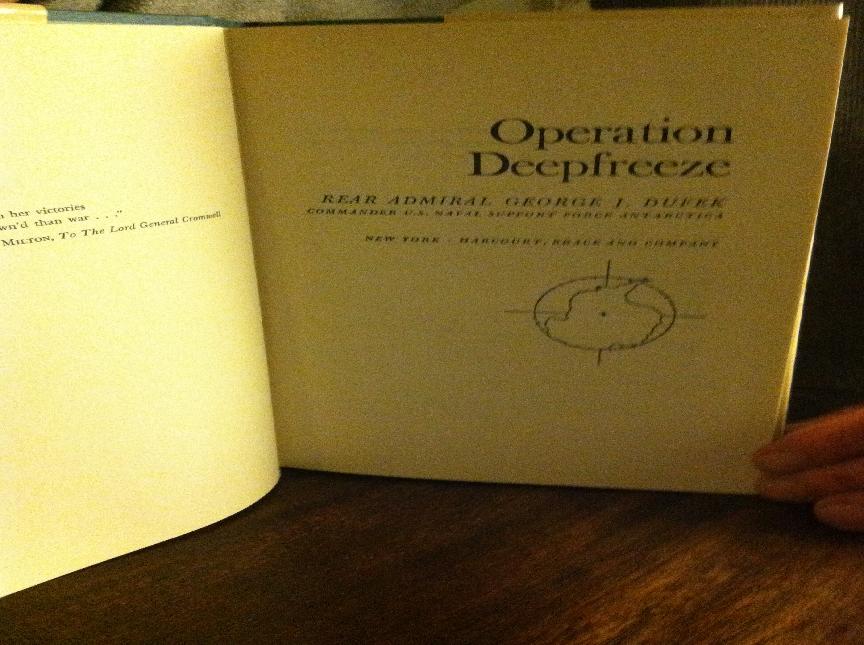 her victories
wn'd than war . . ."
MILTON, To The Lord General Cromwell
Operation
Deepfreeze
REAR ADMIRAL GEORGE J. DUFEK
COMMANDER U.S. NAVAL SUPPORT FORCE ANTARCTICA
NEW YORK · HARCOURT, BRACE AND COMPANY